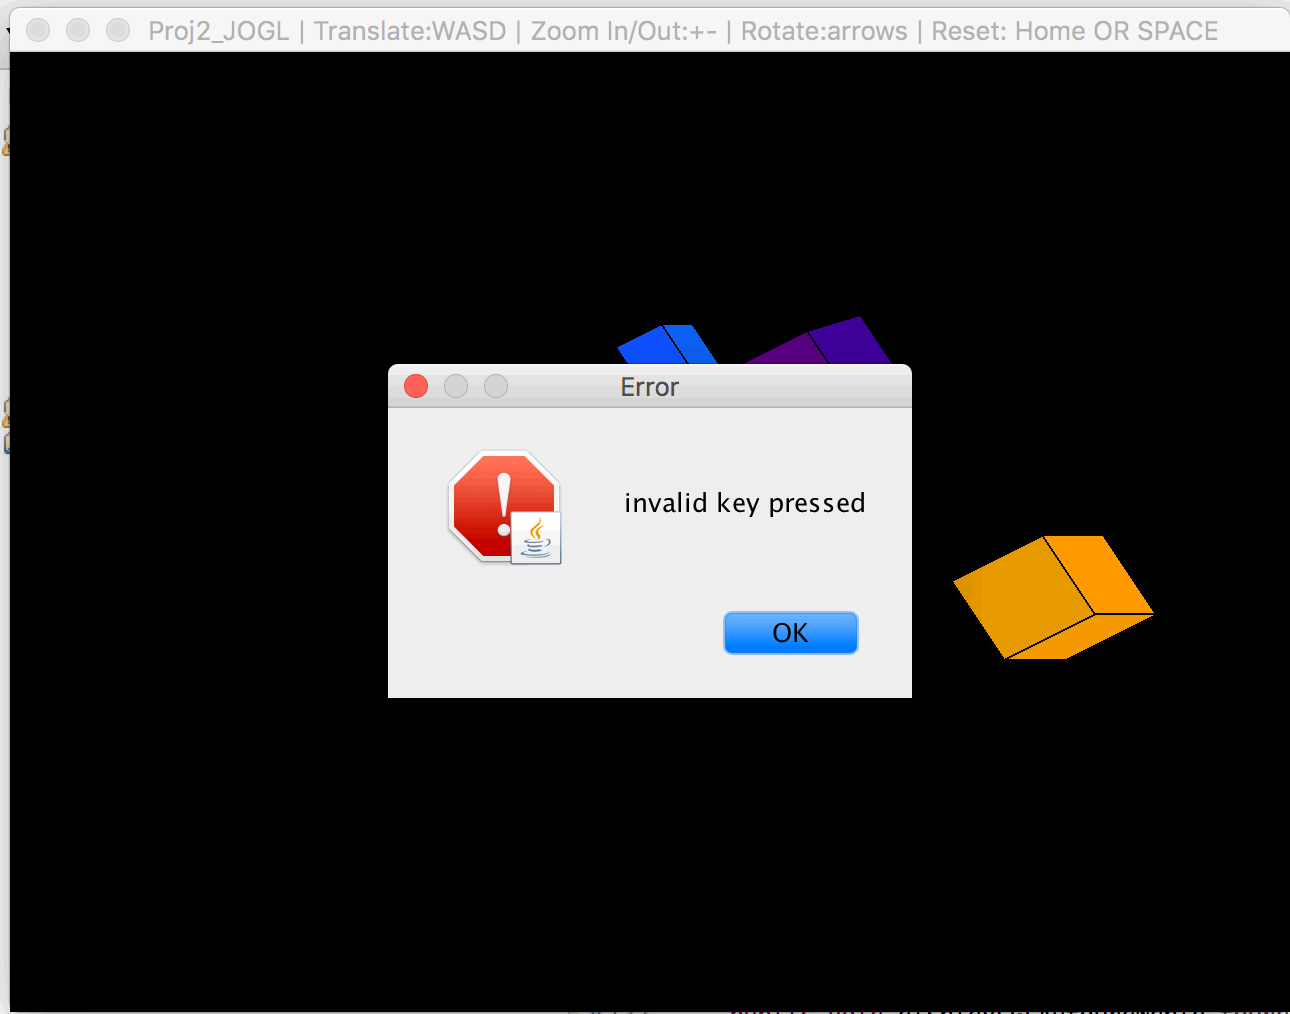 Proj2_JOGL | Translate:WASD | Zoom In/Out:+- | Rotate:arrows | Reset: Home OR SPACE
Error
invalid key pressed
OK